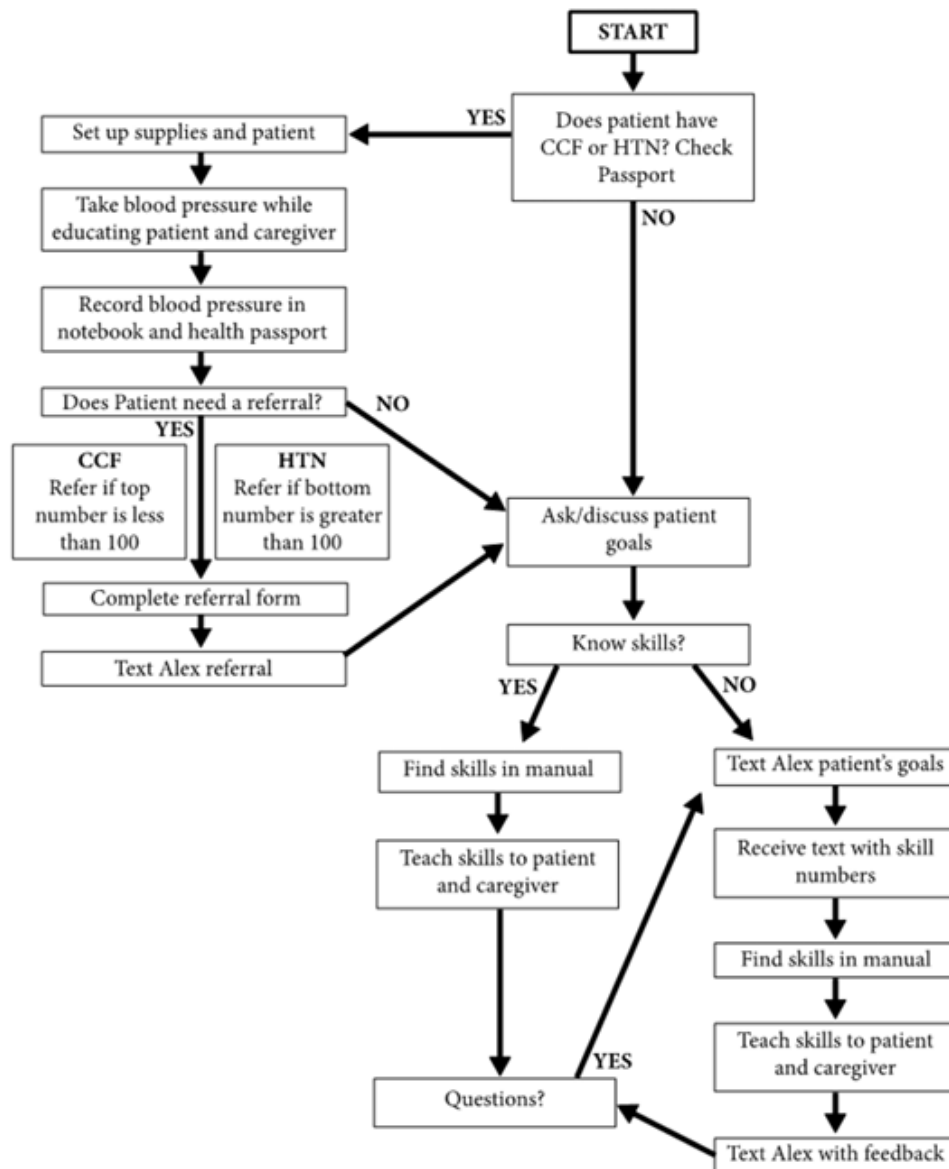 START
Does patient have
CCF or HTN? Check
Passport
YES
NO
Set up supplies and patient
Take blood pressure while
educating patient and caregiver
Record blood pressure in
notebook and health passport
Does Patient need a referral?
NO
YES
CCF
Refer if top
number is less
than 100
HTN
Refer if bottom
number is greater
than 100
Complete referral form
Text Alex referral
Ask/discuss patient
goals
Know skills?
YES
NO
Find skills in manual
Teach skills to patient
and caregiver
Text Alex patient's goals
Receive text with skill
numbers
Find skills in manual
Teach skills to patient
and caregiver
Text Alex with feedback
Questions?
YES